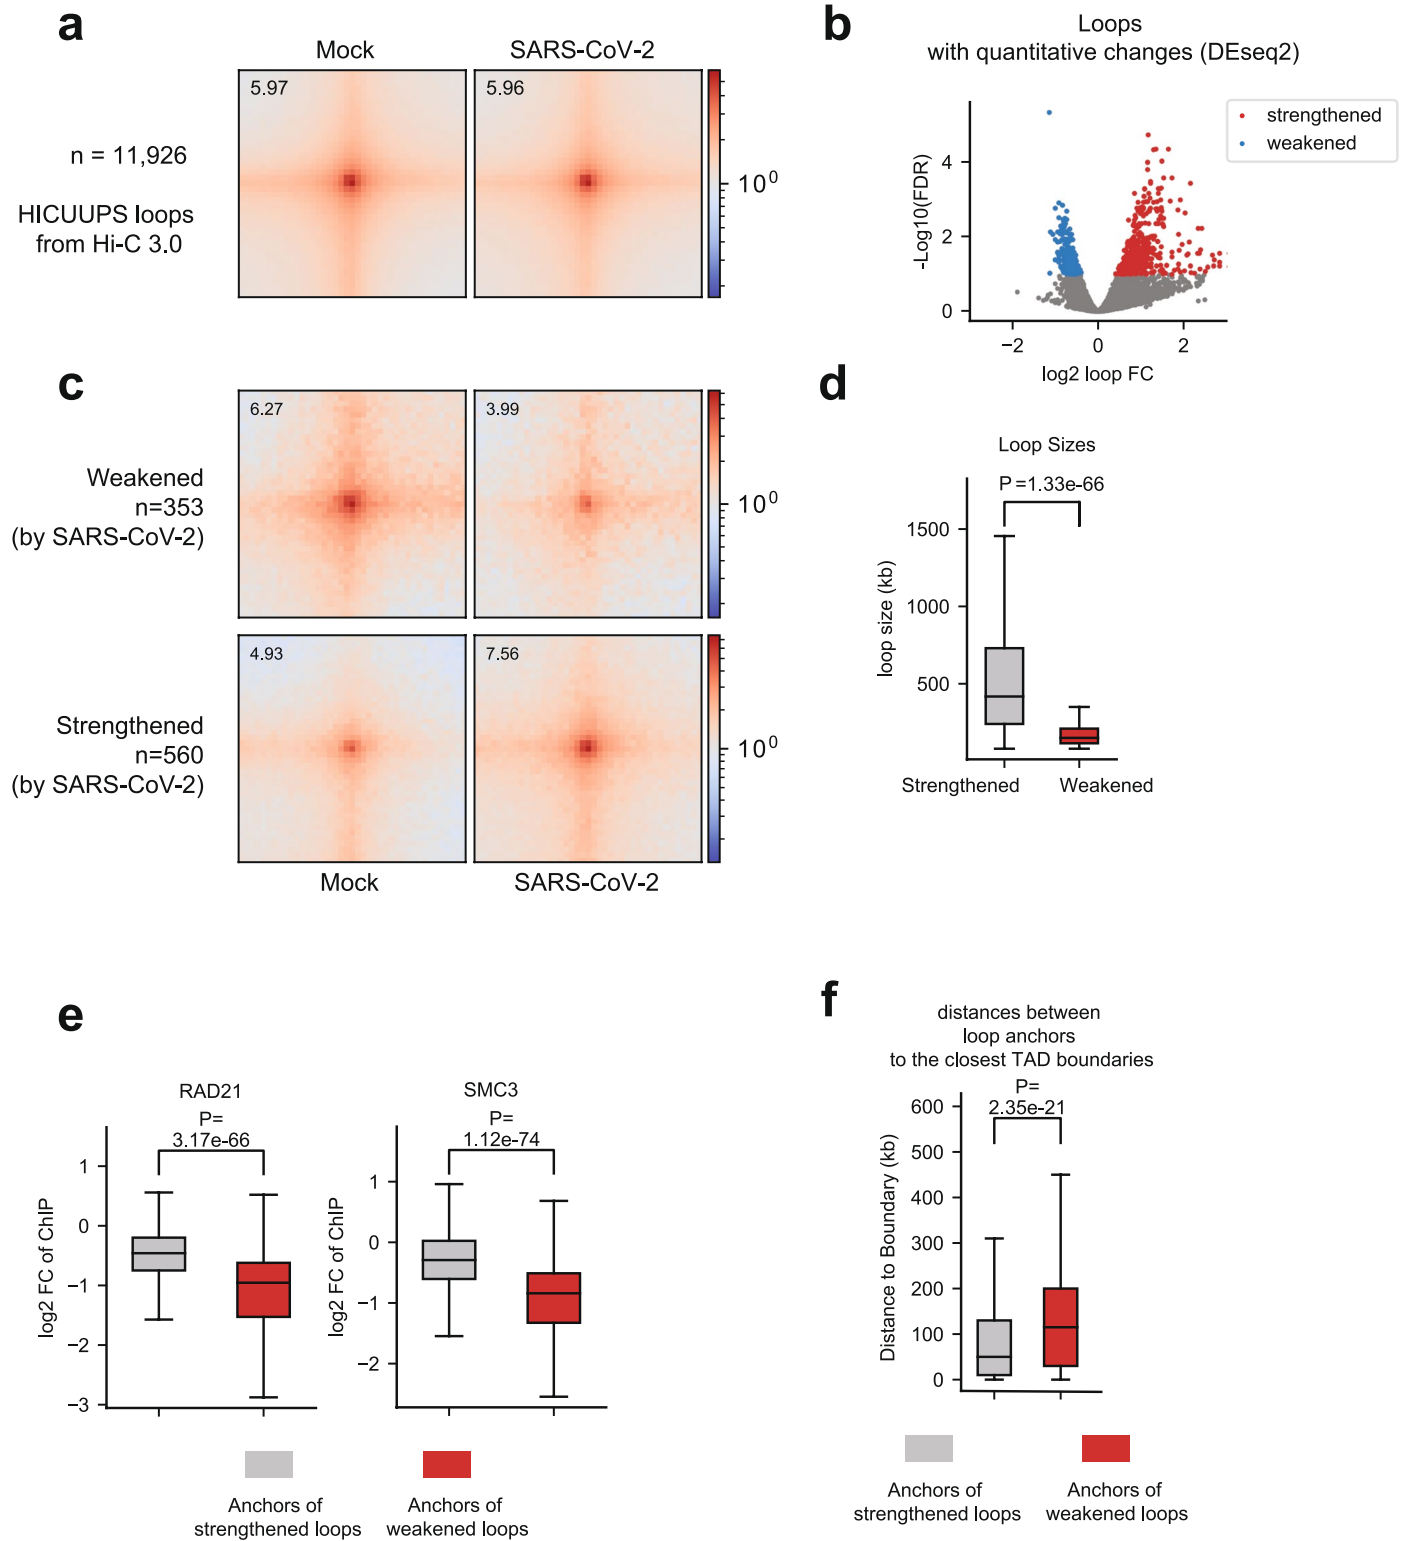 a
Mock
SARS-CoV-2
5.97
5.96
n = 11,926
HICUUPS loops
from Hi-C 3.0
10⁰
b
Loops
with quantitative changes (DEseq2)
strengthened
weakened
-Log10(FDR)
4
2
0
−2
0
2
log2 loop FC
c
6.27
3.99
Weakened
n=353
(by SARS-CoV-2)
10⁰
4.93
7.56
Strengthened
n=560
(by SARS-CoV-2)
10⁰
Mock
SARS-CoV-2
d
Loop Sizes
P =1.33e-66
loop size (kb)
1500
1000
500
Strengthened
Weakened
e
RAD21
P=
3.17e-66
log2 FC of ChIP
1
0
−1
−2
−3
SMC3
P=
1.12e-74
log2 FC of ChIP
1
0
−1
−2
Anchors of
strengthened loops
Anchors of
weakened loops
f
distances between
loop anchors
to the closest TAD boundaries
P=
2.35e-21
Distance to Boundary (kb)
600
500
400
300
200
100
0
Anchors of
strengthened loops
Anchors of
weakened loops